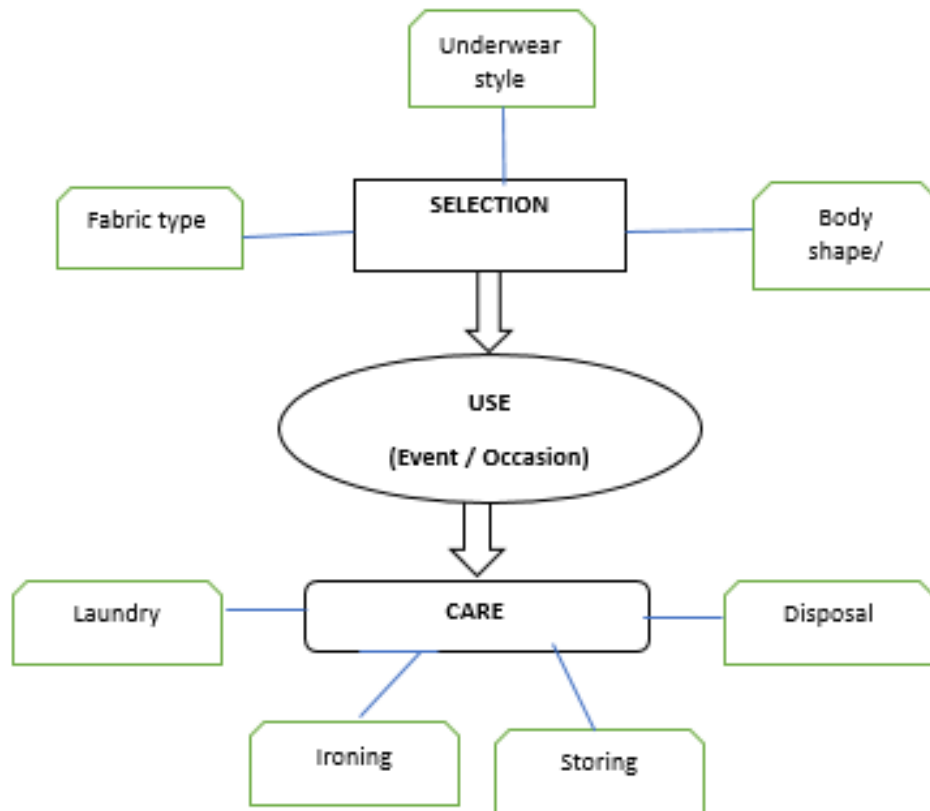 Underwear
style
Fabric type
SELECTION
Body
shape/
USE
(Event / Occasion)
Laundry
CARE
Disposal
Ironing
Storing